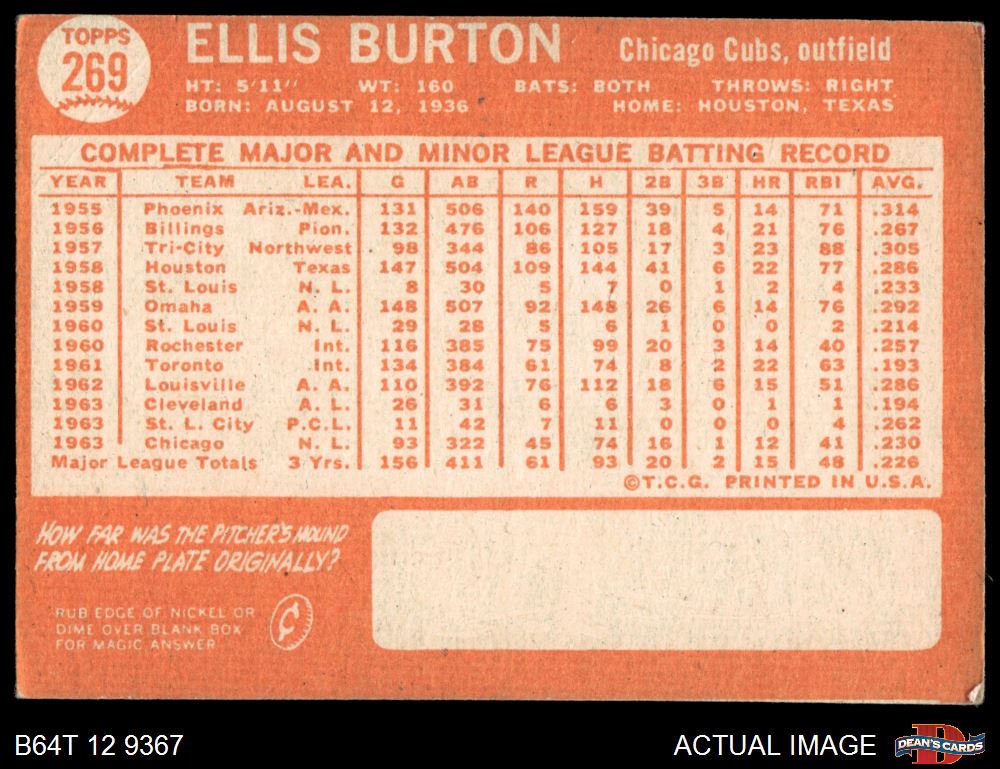 TOPPS
269
ELLIS BURTON
Chicago Cubs, outfield
HT: 5'11" WT: 160 BATS: BOTH THROWS: RIGHT
BORN: AUGUST 12, 1936 HOME: HOUSTON, TEXAS
COMPLETE MAJOR AND MINOR LEAGUE BATTING RECORD
YEAR TEAM LEA. G AB R H 2B 3B HR RBI AVG.
1955 Phoenix Ariz.-Mex. 131 506 140 159 39 5 14 71 .314
1956 Billings Pion. 132 476 106 127 18 4 21 76 .267
1957 Tri-City Northwest 98 344 86 105 17 3 23 88 .305
1958 Houston Texas 147 504 109 144 41 6 22 77 .286
1958 St. Louis N. L. 8 30 5 7 0 1 2 4 .233
1959 Omaha A. A. 148 507 92 148 26 6 14 76 .292
1960 St. Louis N. L. 29 28 5 6 1 0 0 2 .214
1960 Rochester Int. 116 385 75 99 20 3 14 40 .257
1961 Toronto Int. 134 384 61 74 8 2 22 63 .193
1962 Louisville A. A. 110 392 76 112 18 6 15 51 .286
1963 Cleveland A. L. 26 31 6 6 3 0 1 1 .194
1963 St. L. City P.C.L. 11 42 7 11 0 0 0 4 .262
1963 Chicago N. L. 93 322 45 74 16 1 12 41 .230
Major League Totals 3 Yrs. 156 411 61 93 20 2 15 48 .226
©T.C.G. PRINTED IN U.S.A.
HOW FAR WAS THE PITCHER'S MOUND
FROM HOME PLATE ORIGINALLY?
RUB EDGE OF NICKEL OR
DIME OVER BLANK BOX
FOR MAGIC ANSWER
¢
B64T 12 9367
ACTUAL IMAGE
D
DEAN'S CARDS